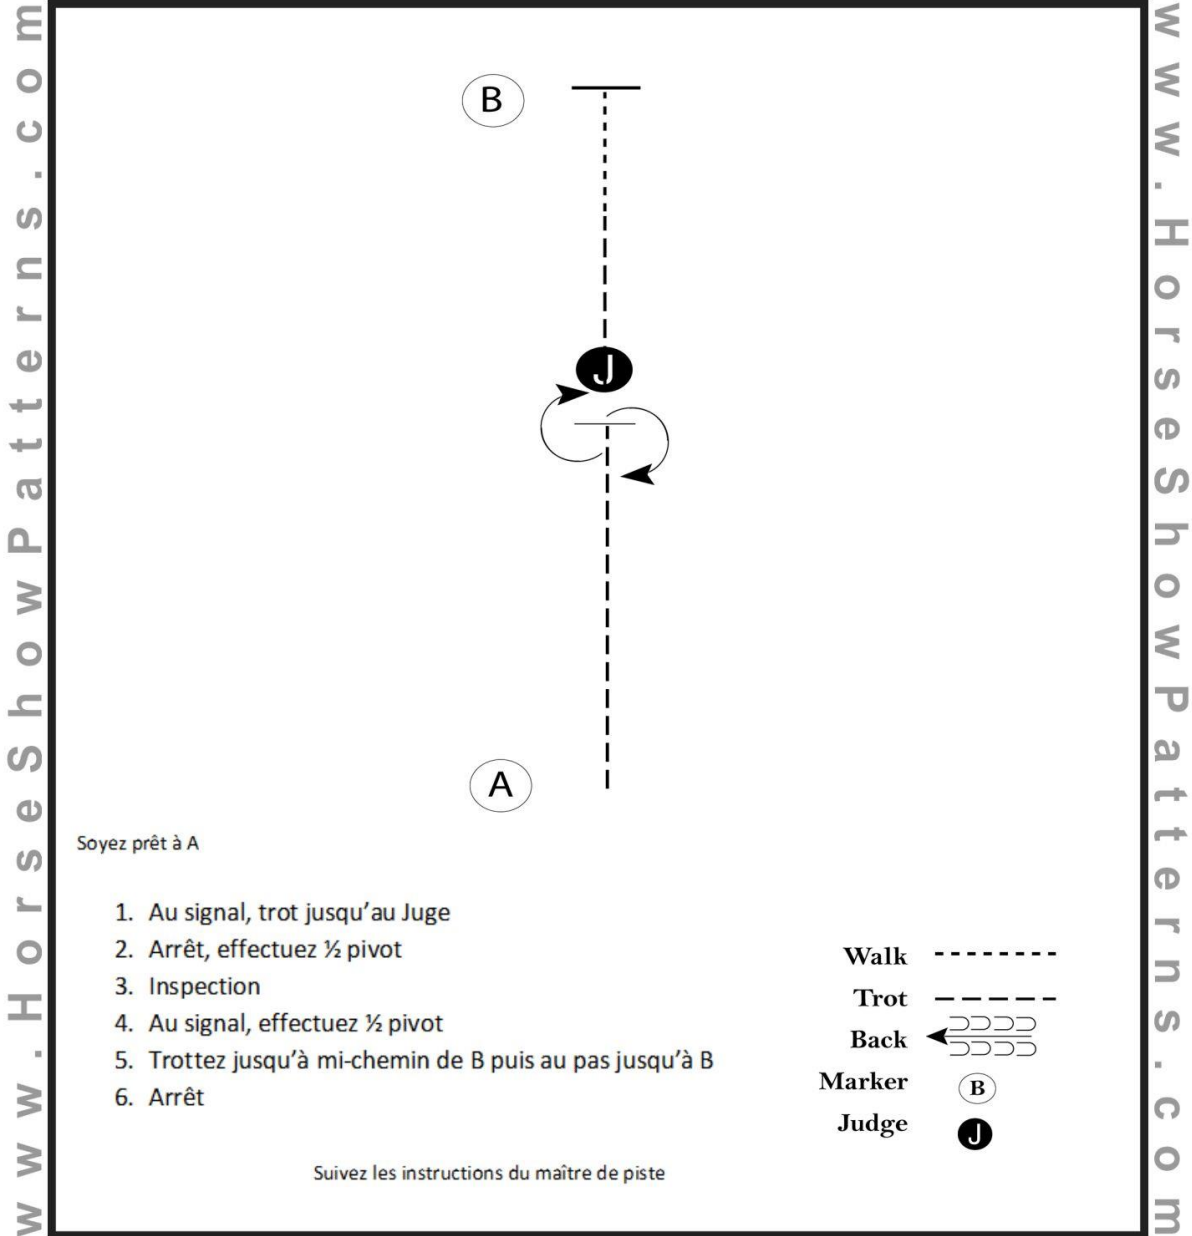 www.HorseShowPatterns.com
www.HorseShowPatterns.com
B
J
A
Soyez prêt à A
1. Au signal, trot jusqu’au Juge
2. Arrêt, effectuez ½ pivot
3. Inspection
4. Au signal, effectuez ½ pivot
5. Trottez jusqu’à mi-chemin de B puis au pas jusqu’à B
6. Arrêt
Walk
Trot
Back
Marker B
Judge J
Suivez les instructions du maître de piste